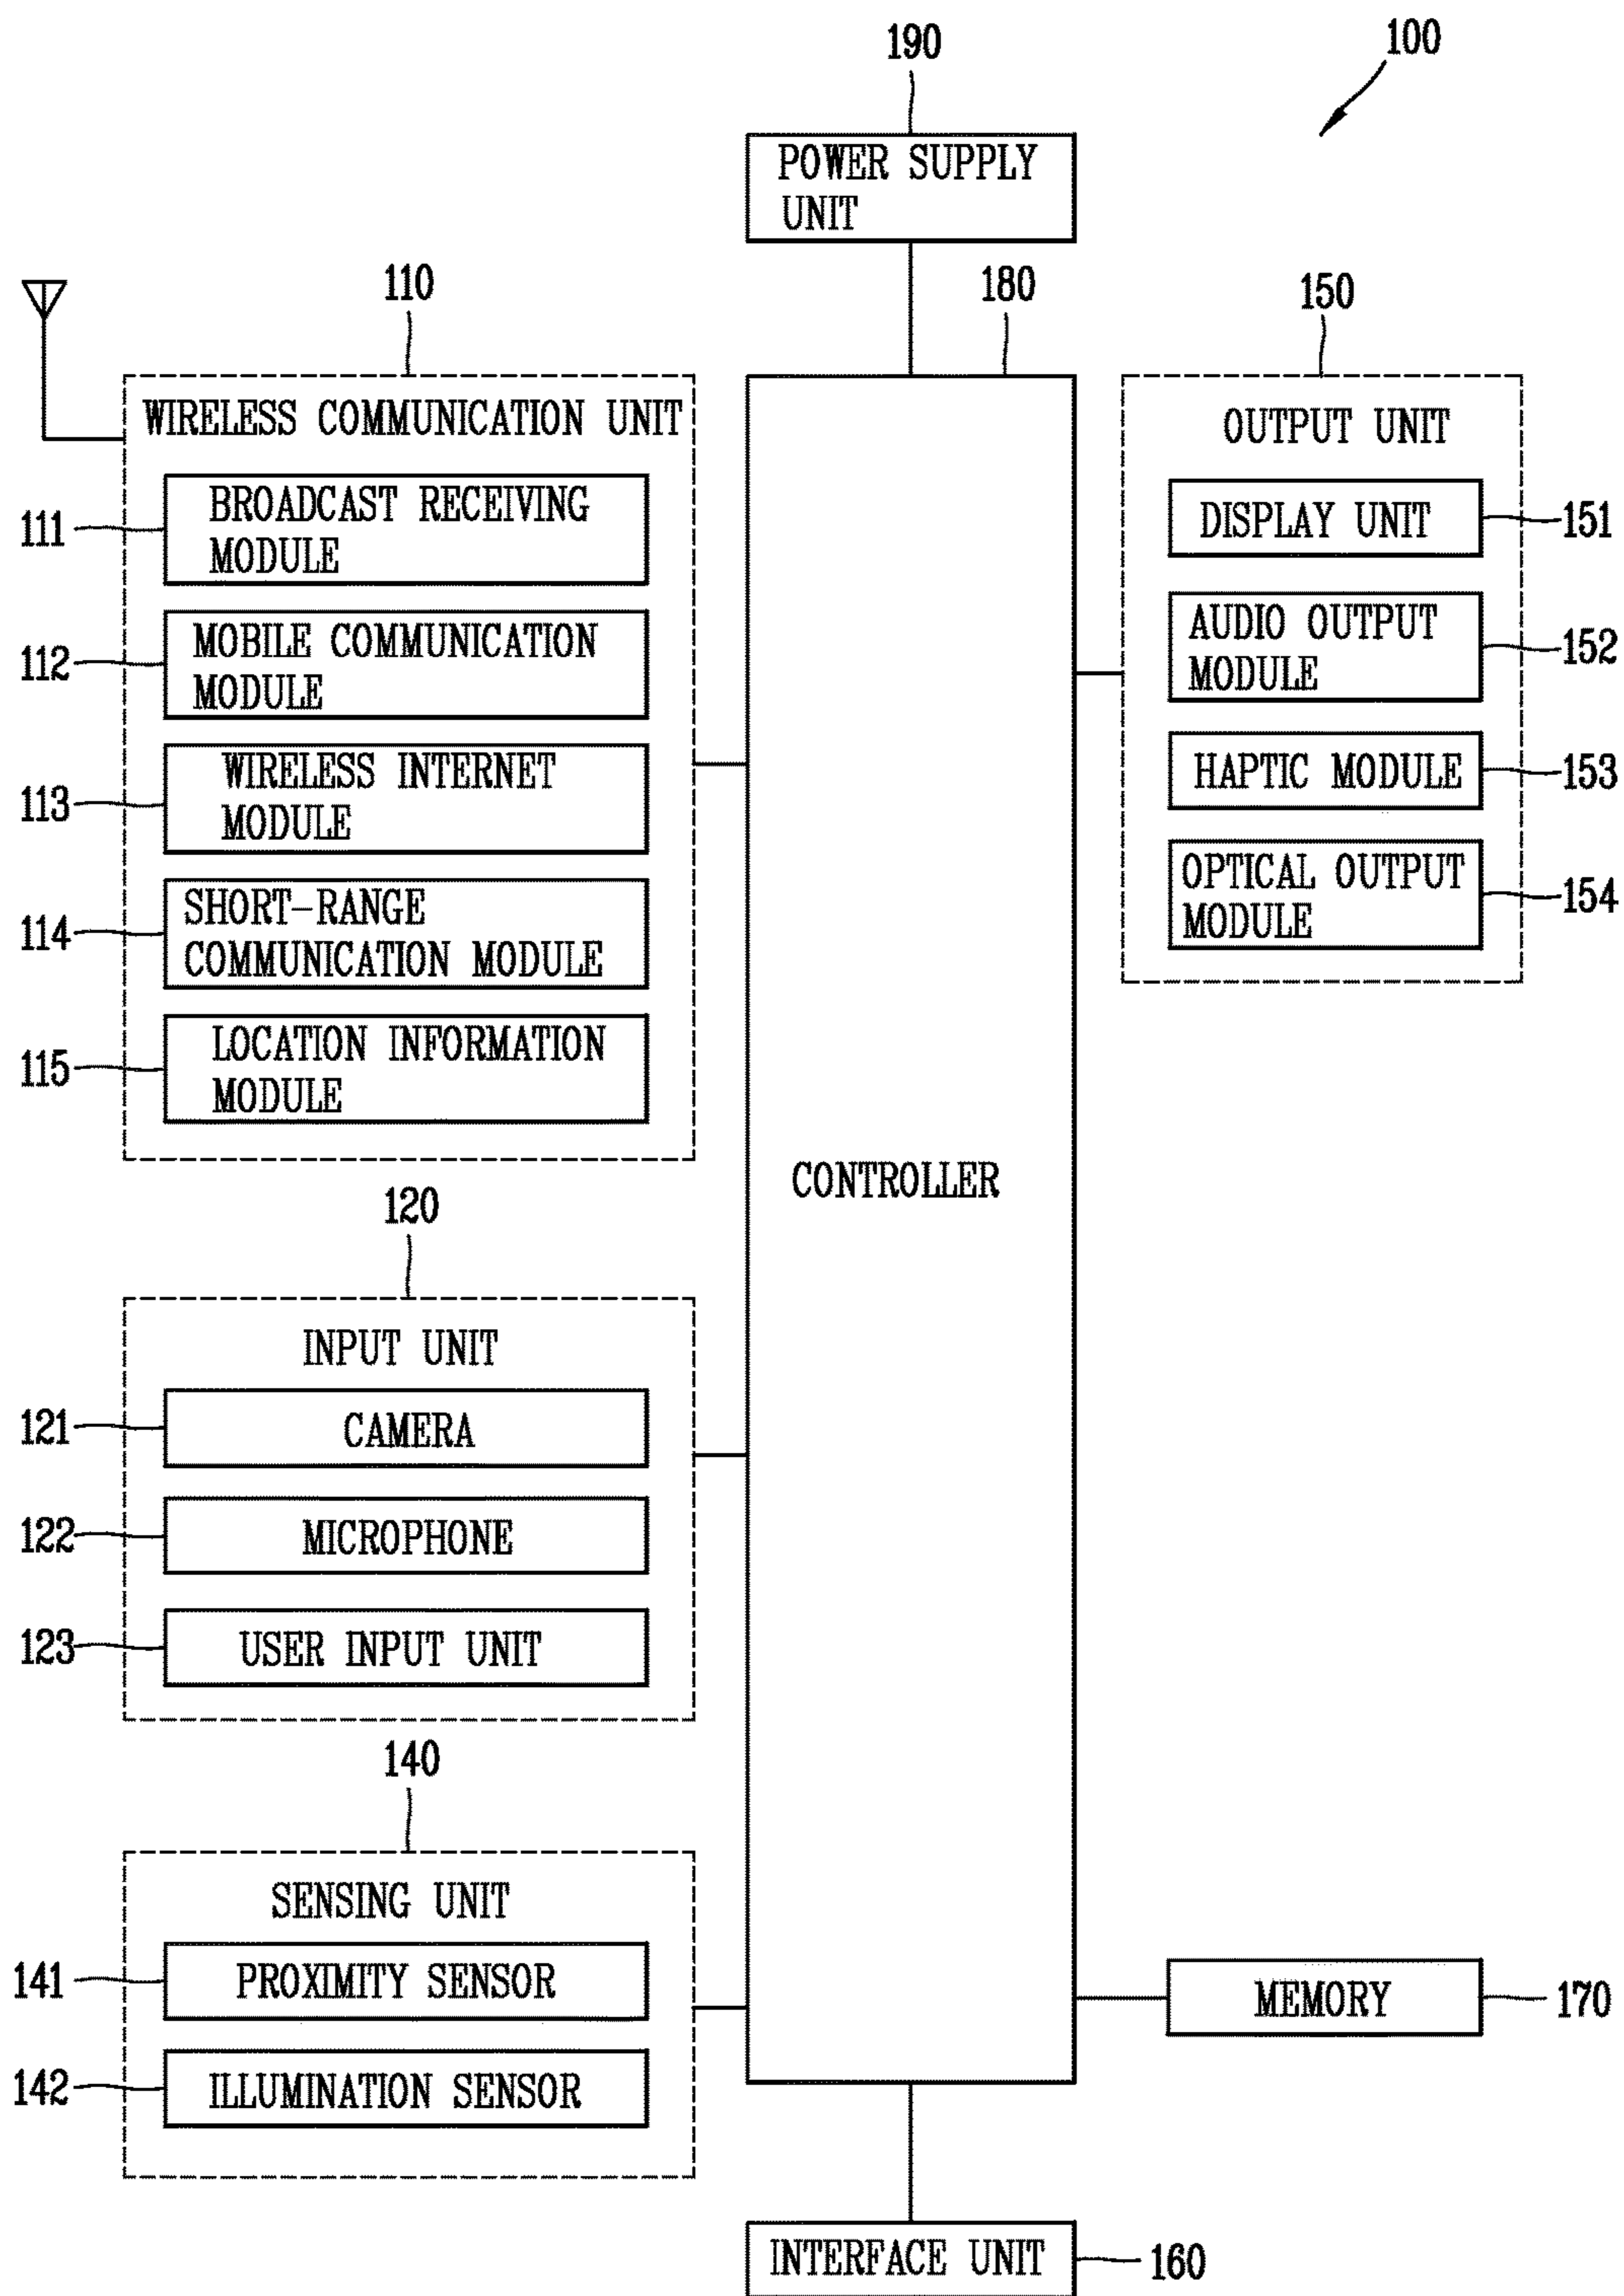 190
100
POWER SUPPLY
UNIT
110
180
150
WIRELESS COMMUNICATION UNIT
111
BROADCAST RECEIVING
MODULE
112
MOBILE COMMUNICATION
MODULE
113
WIRELESS INTERNET
MODULE
114
SHORT-RANGE
COMMUNICATION MODULE
115
LOCATION INFORMATION
MODULE
120
INPUT UNIT
121
CAMERA
122
MICROPHONE
123
USER INPUT UNIT
140
SENSING UNIT
141
PROXIMITY SENSOR
142
ILLUMINATION SENSOR
CONTROLLER
OUTPUT UNIT
DISPLAY UNIT
151
AUDIO OUTPUT
MODULE
152
HAPTIC MODULE
153
OPTICAL OUTPUT
MODULE
154
MEMORY
170
INTERFACE UNIT
160